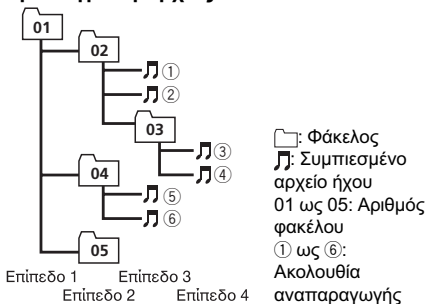 01
02
♫①
♫②
03
♫③
♫④
04
♫⑤
♫⑥
05
Επίπεδο 1
Επίπεδο 3
Επίπεδο 2
Επίπεδο 4
: Φάκελος
♫: Συμπιεσμένο
αρχείο ήχου
01 ως 05: Αριθμός
φακέλου
① ως ⑥:
Ακολουθία
αναπαραγωγής